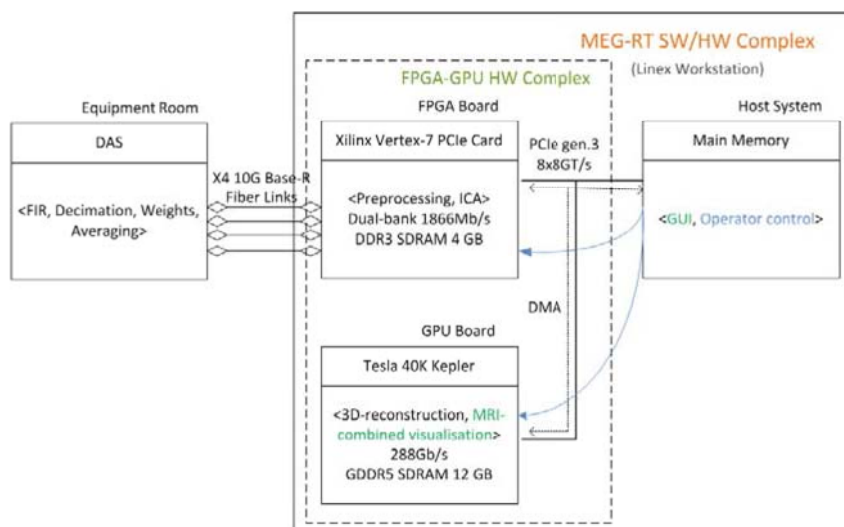 MEG-RT SW/HW Complex
(Linex Workstation)
FPGA-GPU HW Complex
Equipment Room
DAS
<FIR, Decimation, Weights,
Averaging>
X4 10G Base-R
Fiber Links
FPGA Board
Xilinx Vertex-7 PCIe Card
<Preprocessing, ICA>
Dual-bank 1866Mb/s
DDR3 SDRAM 4 GB
PCIe gen.3
8x8GT/s
Host System
Main Memory
<GUI, Operator control>
DMA
GPU Board
Tesla 40K Kepler
<3D-reconstruction, MRI-
combined visualisation>
288Gb/s
GDDR5 SDRAM 12 GB